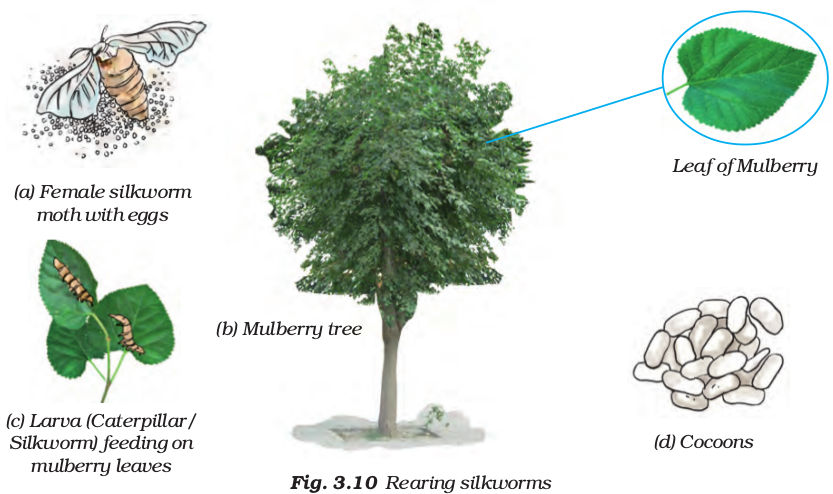 (a) Female silkworm
moth with eggs
Leaf of Mulberry
(b) Mulberry tree
(c) Larva (Caterpillar/
Silkworm) feeding on
mulberry leaves
(d) Cocoons
Fig. 3.10 Rearing silkworms